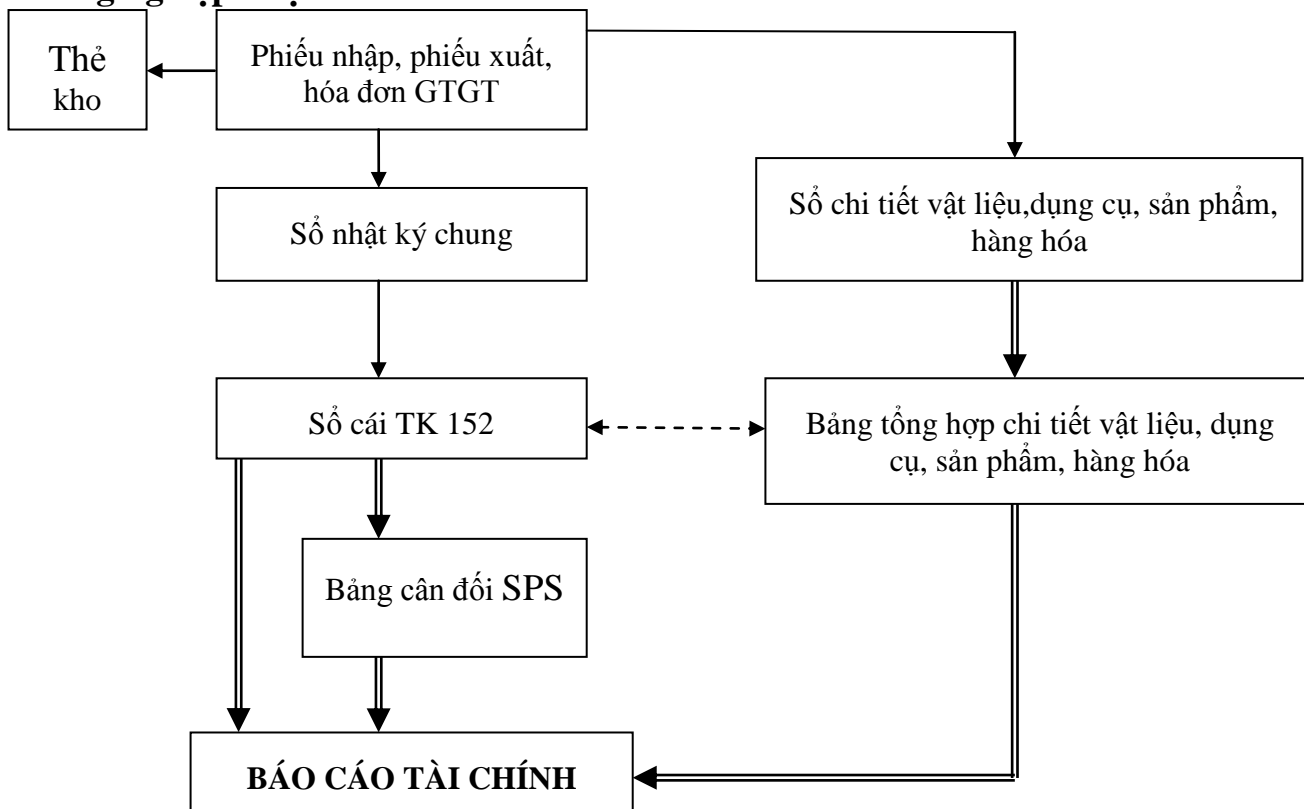 Thẻ
kho
Phiếu nhập, phiếu xuất,
hóa đơn GTGT
Sổ nhật ký chung
Sổ chi tiết vật liệu,dụng cụ, sản phẩm,
hàng hóa
Sổ cái TK 152
Bảng tổng hợp chi tiết vật liệu, dụng
cụ, sản phẩm, hàng hóa
Bảng cân đối SPS
BÁO CÁO TÀI CHÍNH